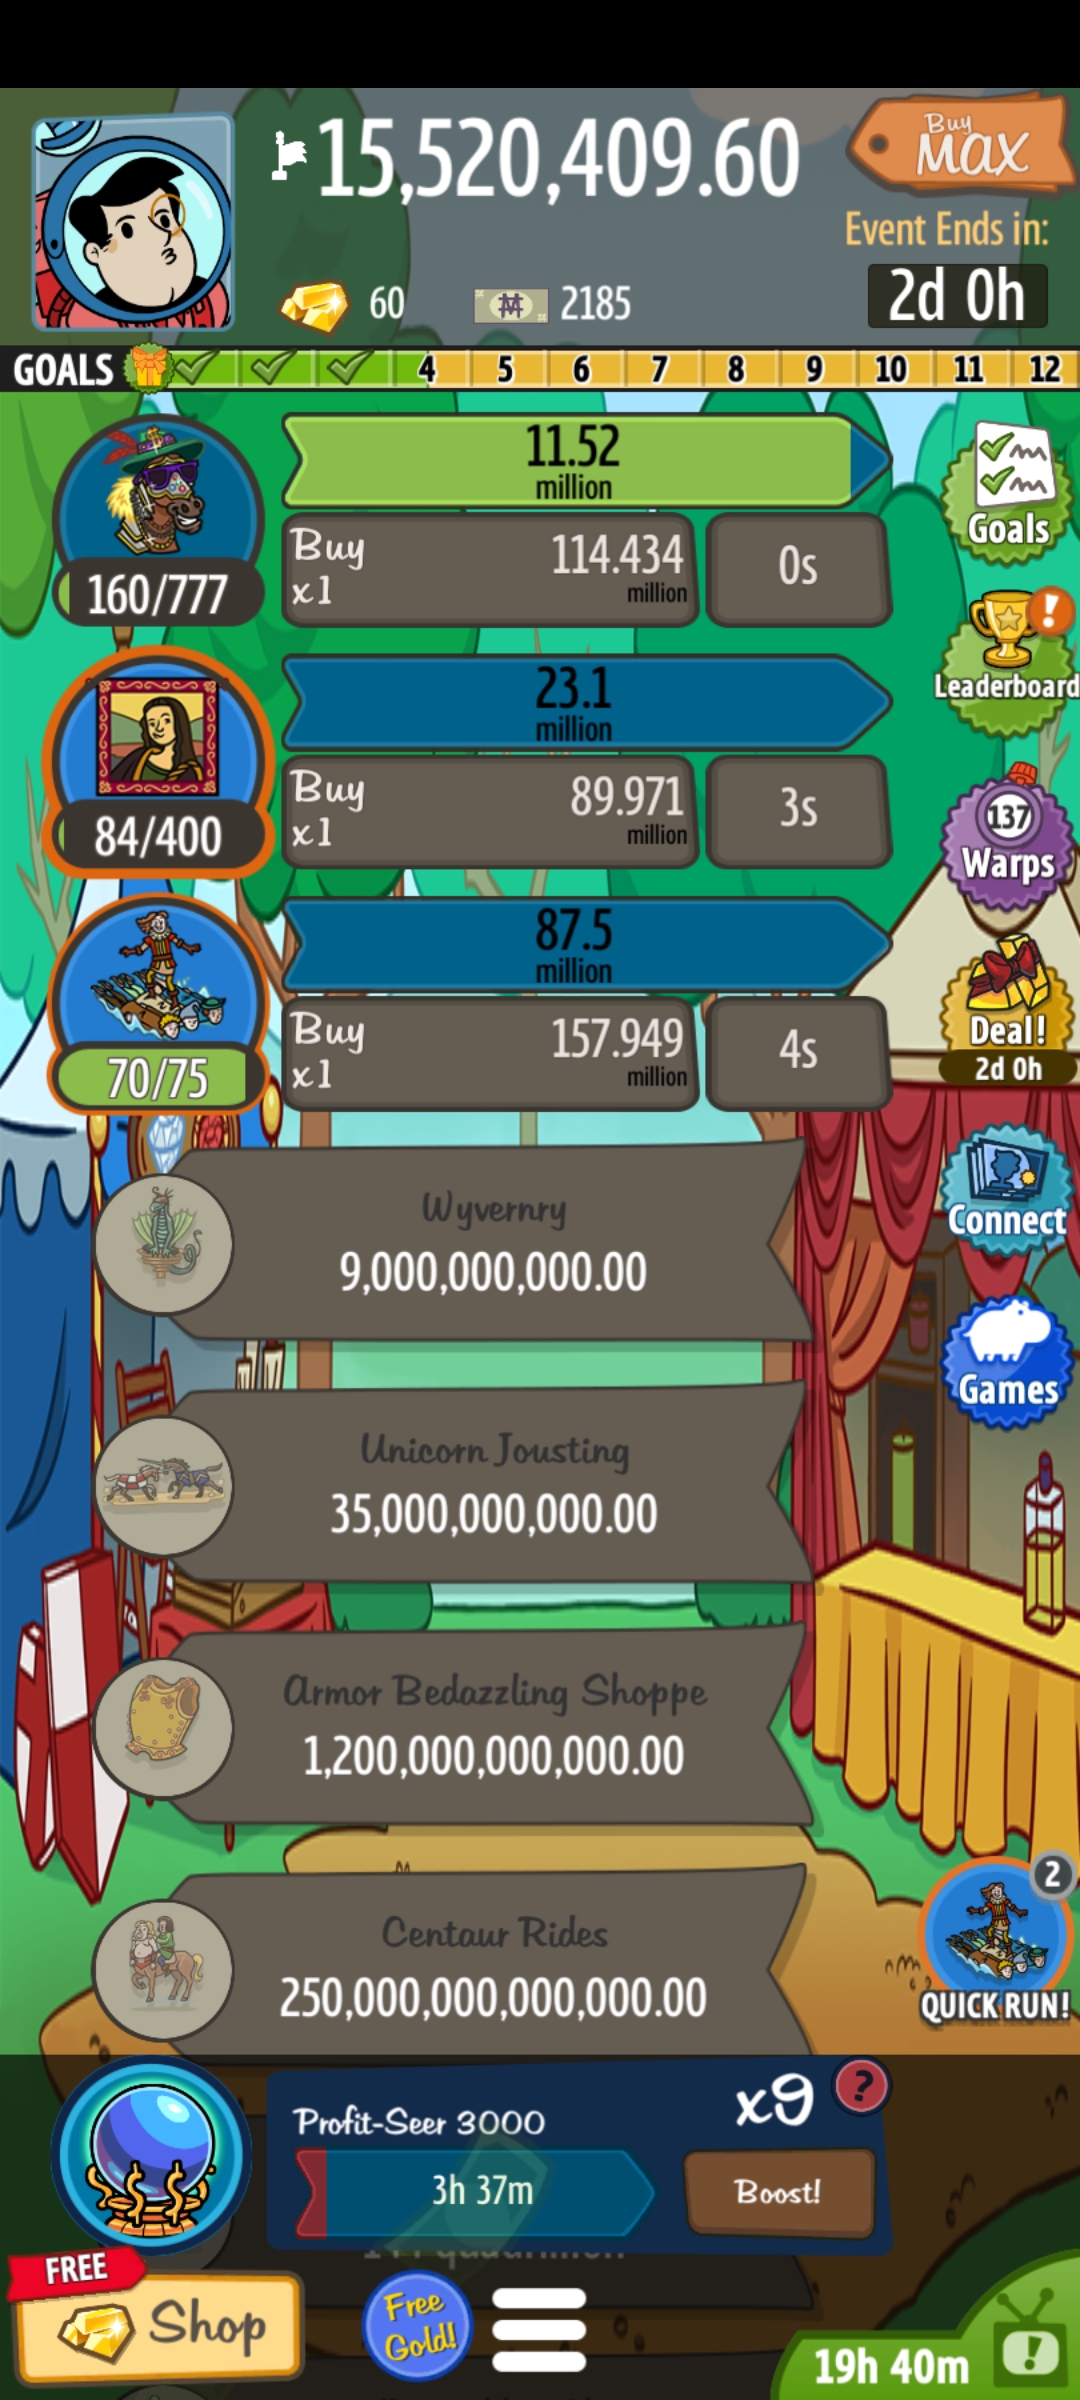 15,520,409.60
Buy
MAX
Event Ends in:
2d 0h
60
2185
GOALS
4 5 6 7 8 9 10 11 12
11.52
million
Buy
x1
114.434
million
0s
160/777
Goals
Leaderboard
23.1
million
Buy
x1
89.971
million
3s
84/400
137
Warps
87.5
million
Buy
x1
157.949
million
4s
70/75
Deal!
2d 0h
Wyvernry
9,000,000,000.00
Connect
Unicorn Jousting
35,000,000,000.00
Games
Armor Bedazzling Shoppe
1,200,000,000,000.00
Centaur Rides
250,000,000,000,000.00
2
QUICK RUN!
Profit-Seer 3000
x9
?
3h 37m
Boost!
FREE
Shop
Free
Gold!
19h 40m